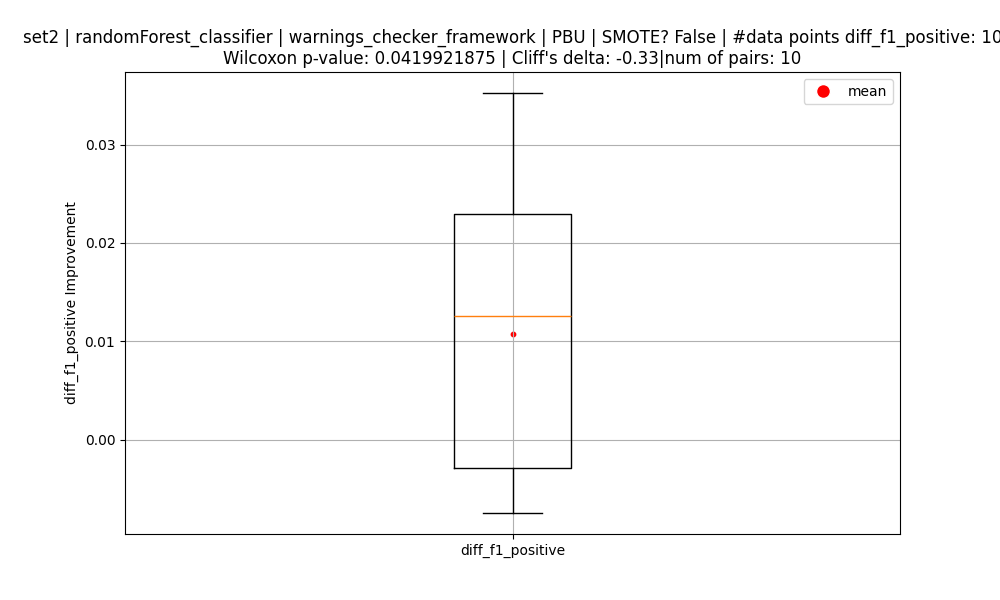 set2 | randomForest_classifier | warnings_checker_framework | PBU | SMOTE? False | #data points diff_f1_positive: 10
Wilcoxon p-value: 0.0419921875 | Cliff's delta: -0.33|num of pairs: 10
mean
0.03
0.02
0.01
0.00
diff_f1_positive Improvement
diff_f1_positive